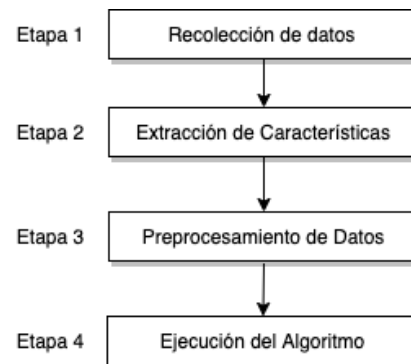 Etapa 1 Recolección de datos
Etapa 2 Extracción de Características
Etapa 3 Preprocesamiento de Datos
Etapa 4 Ejecución del Algoritmo